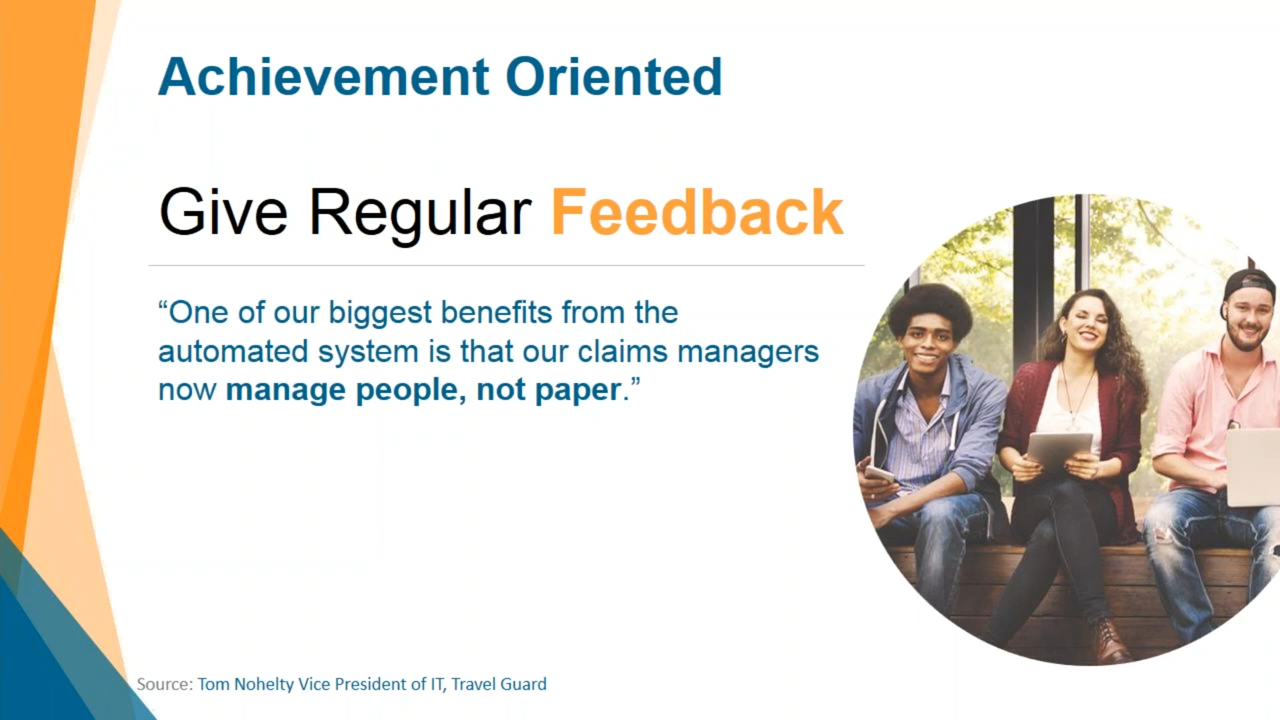 Achievement Oriented
Give Regular Feedback
“One of our biggest benefits from the
automated system is that our claims managers
now manage people, not paper.”
Source: Tom Nohelty Vice President of IT, Travel Guard